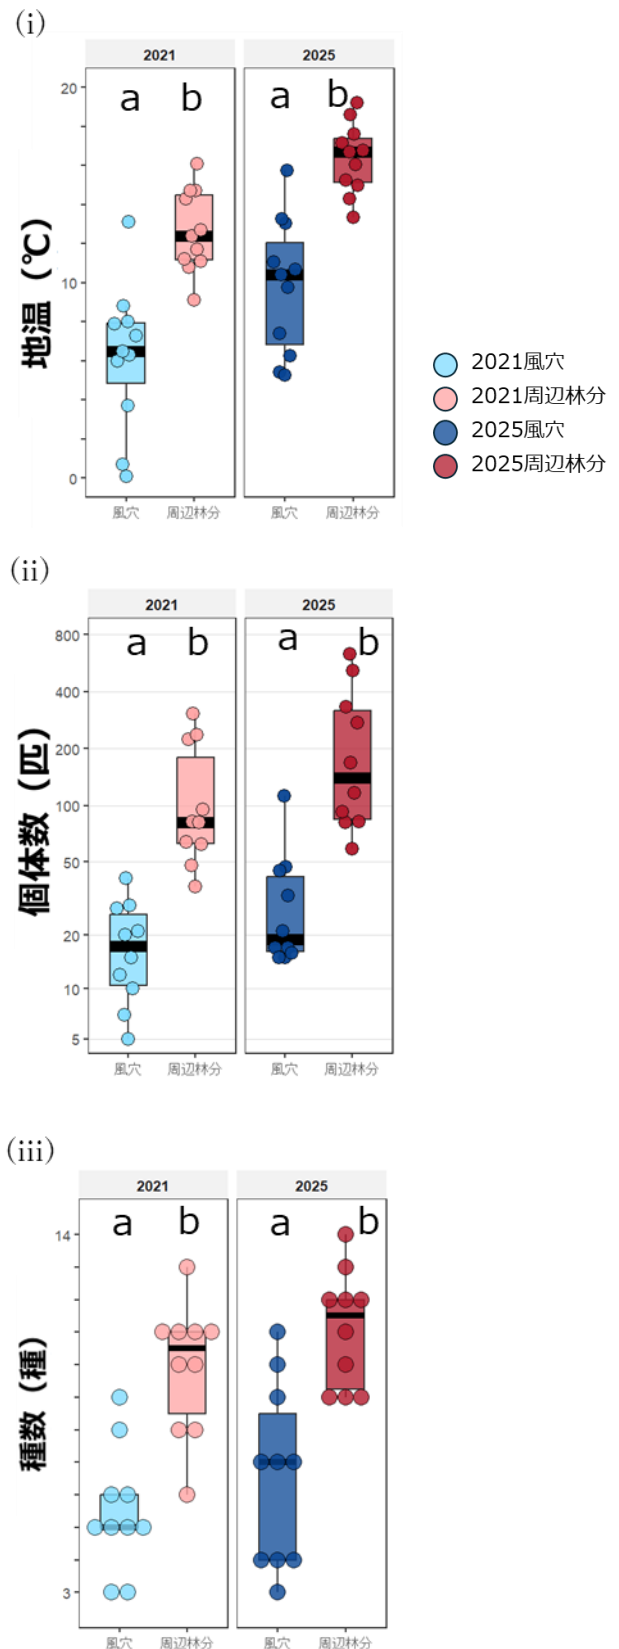 (i)
2021 2025
a b a b
20
10
0
地温（℃）
風穴 周辺林分 風穴 周辺林分
2021風穴
2021周辺林分
2025風穴
2025周辺林分
(ii)
2021 2025
a b a b
800
400
200
100
50
20
10
5
個体数（匹）
風穴 周辺林分 風穴 周辺林分
(iii)
2021 2025
a b a b
14
3
種数（種）
風穴 周辺林分 風穴 周辺林分